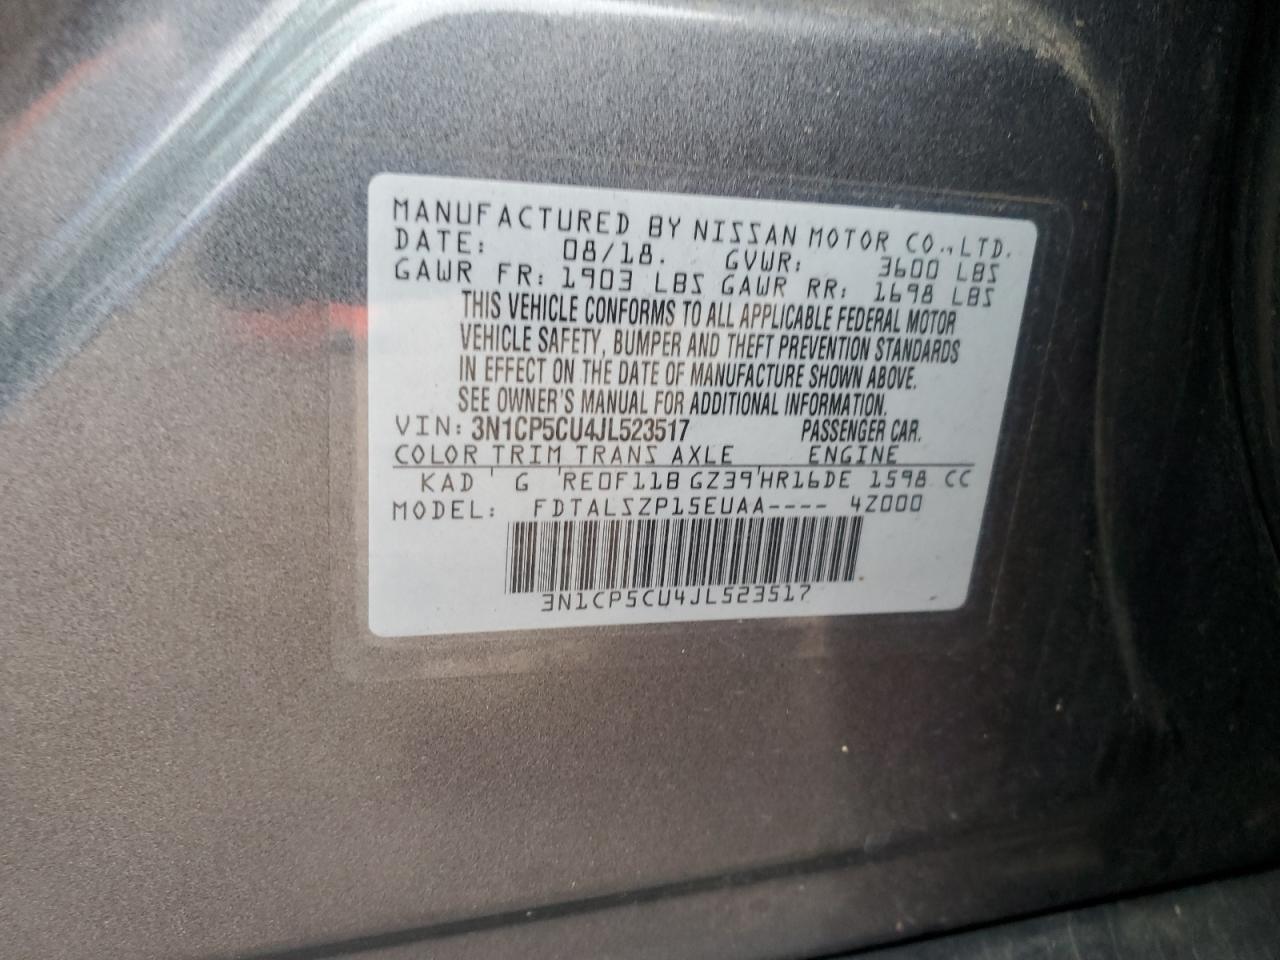 MANUFACTURED BY NISSAN MOTOR CO., LTD.
DATE: 08/18. GVWR: 3600 LBS
GAWR FR: 1903 LBS GAWR RR: 1698 LBS
THIS VEHICLE CONFORMS TO ALL APPLICABLE FEDERAL MOTOR
VEHICLE SAFETY, BUMPER AND THEFT PREVENTION STANDARDS
IN EFFECT ON THE DATE OF MANUFACTURE SHOWN ABOVE.
SEE OWNER'S MANUAL FOR ADDITIONAL INFORMATION.
VIN: 3N1CP5CU4JL523517 PASSENGER CAR.
COLOR TRIM TRANS AXLE ENGINE
KAD G RE0F11B GZ39 HR16DE 1598 CC
MODEL: FDTALSZP15EUAA---- 4Z000
3N1CP5CU4JL523517